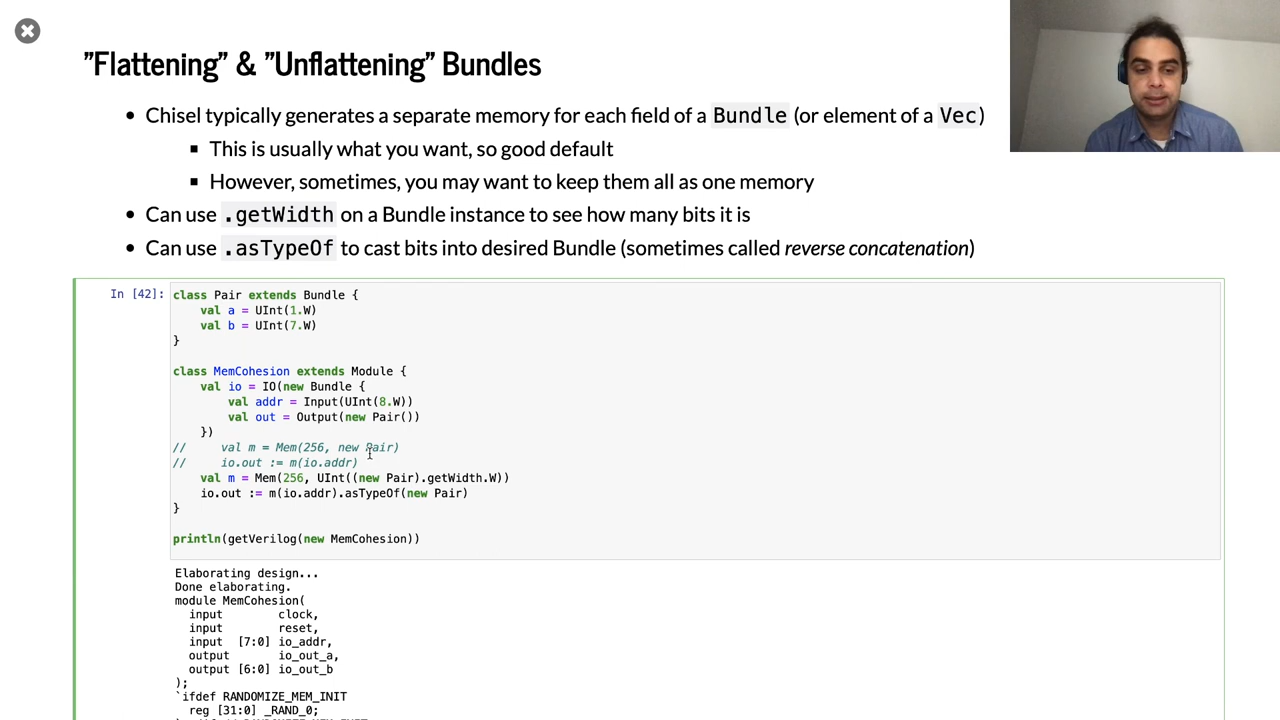 "Flattening" & "Unflattening" Bundles
• Chisel typically generates a separate memory for each field of a Bundle (or element of a Vec)
▪ This is usually what you want, so good default
▪ However, sometimes, you may want to keep them all as one memory
• Can use .getWidth on a Bundle instance to see how many bits it is
• Can use .asTypeOf to cast bits into desired Bundle (sometimes called reverse concatenation)
In [42]: class Pair extends Bundle {
    val a = UInt(1.W)
    val b = UInt(7.W)
}
class MemCohesion extends Module {
    val io = IO(new Bundle {
        val addr = Input(UInt(8.W))
        val out = Output(new Pair())
    })
//     val m = Mem(256, new Pair)
//     io.out := m(io.addr)
    val m = Mem(256, UInt((new Pair).getWidth.W))
    io.out := m(io.addr).asTypeOf(new Pair)
}
println(getVerilog(new MemCohesion))
Elaborating design...
Done elaborating.
module MemCohesion(
  input        clock,
  input        reset,
  input  [7:0] io_addr,
  output       io_out_a,
  output [6:0] io_out_b
);
`ifdef RANDOMIZE_MEM_INIT
  reg [31:0] _RAND_0;